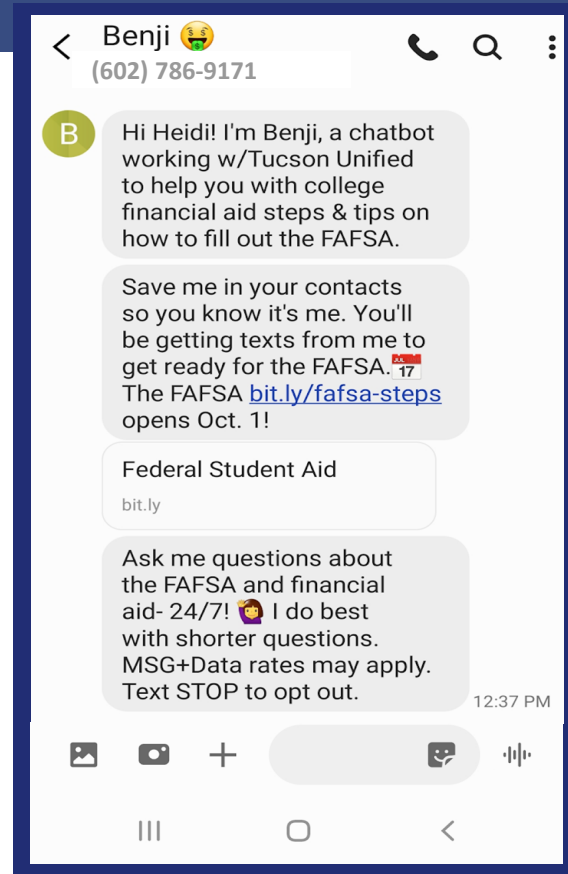 Benji 🤑
(602) 786-9171
B
Hi Heidi! I'm Benji, a chatbot
working w/Tucson Unified
to help you with college
financial aid steps & tips on
how to fill out the FAFSA.
Save me in your contacts
so you know it's me. You'll
be getting texts from me to
get ready for the FAFSA.📅
The FAFSA bit.ly/fafsa-steps
opens Oct. 1!
Federal Student Aid
bit.ly
Ask me questions about
the FAFSA and financial
aid- 24/7! 🙋‍♀️ I do best
with shorter questions.
MSG+Data rates may apply.
Text STOP to opt out.
12:37 PM